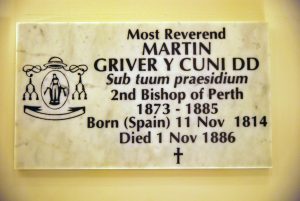 Most Reverend
MARTIN
GRIVER Y CUNI DD
Sub tuum praesidium
2nd Bishop of Perth
1873 - 1885
Born (Spain) 11 Nov 1814
Died 1 Nov 1886